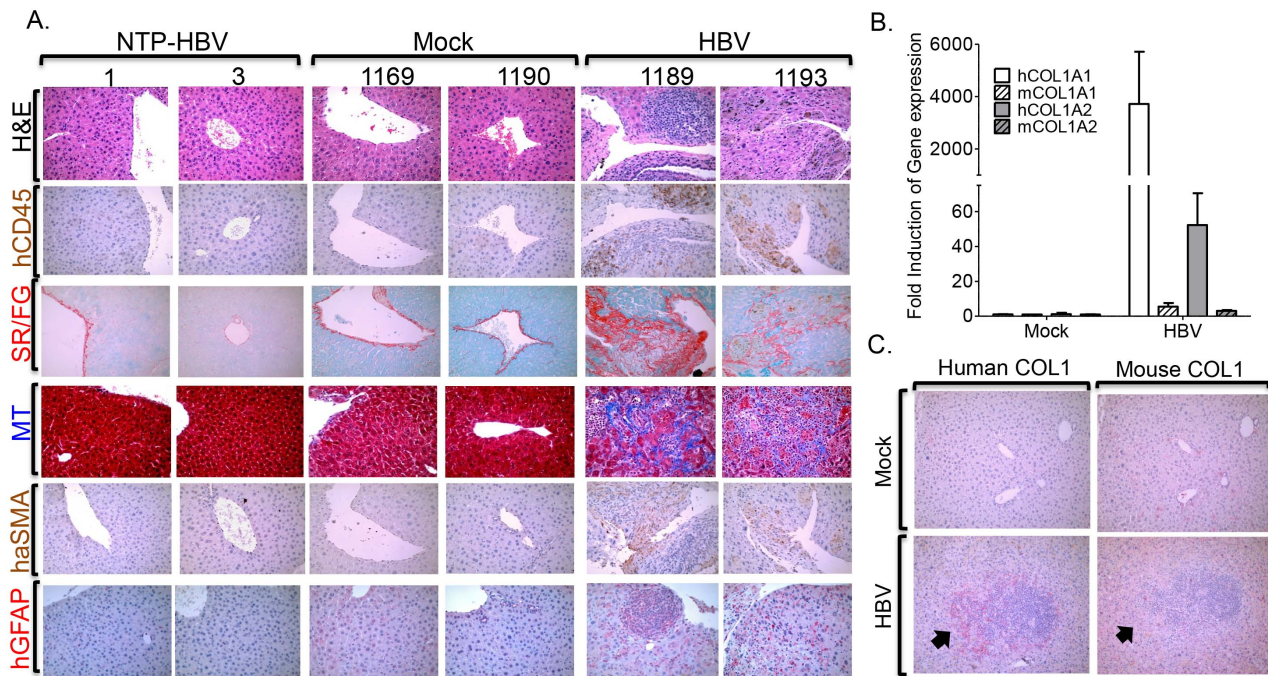 A.
NTP-HBV Mock HBV
1 3 1169 1190 1189 1193
H&E
hCD45
SR/FG
MT
haSMA
hGFAP
B.
Fold Induction of Gene expression
6000
4000
2000
60
40
20
0
hCOL1A1
mCOL1A1
hCOL1A2
mCOL1A2
Mock HBV
C.
Human COL1 Mouse COL1
Mock
HBV